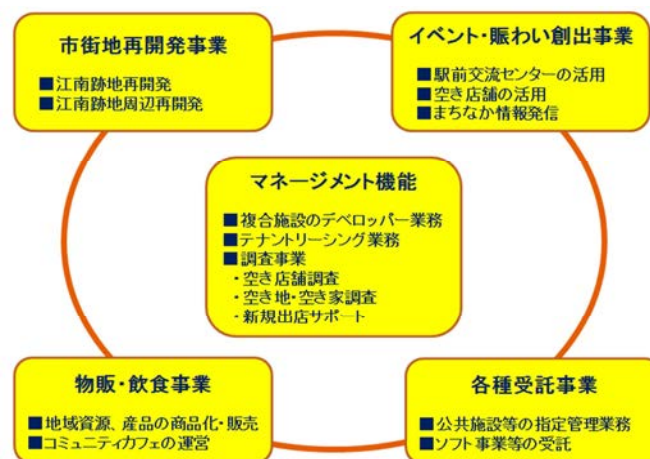 市街地再開発事業
■江南跡地再開発
■江南跡地周辺再開発
イベント・賑わい創出事業
■駅前交流センターの活用
■空き店舗の活用
■まちなか情報発信
マネージメント機能
■複合施設のデベロッパー業務
■テナントリーシング業務
■調査事業
・空き店舗調査
・空き地・空き家調査
・新規出店サポート
物販・飲食事業
■地域資源、産品の商品化・販売
■コミュニティカフェの運営
各種受託事業
■公共施設等の指定管理業務
■ソフト事業等の受託